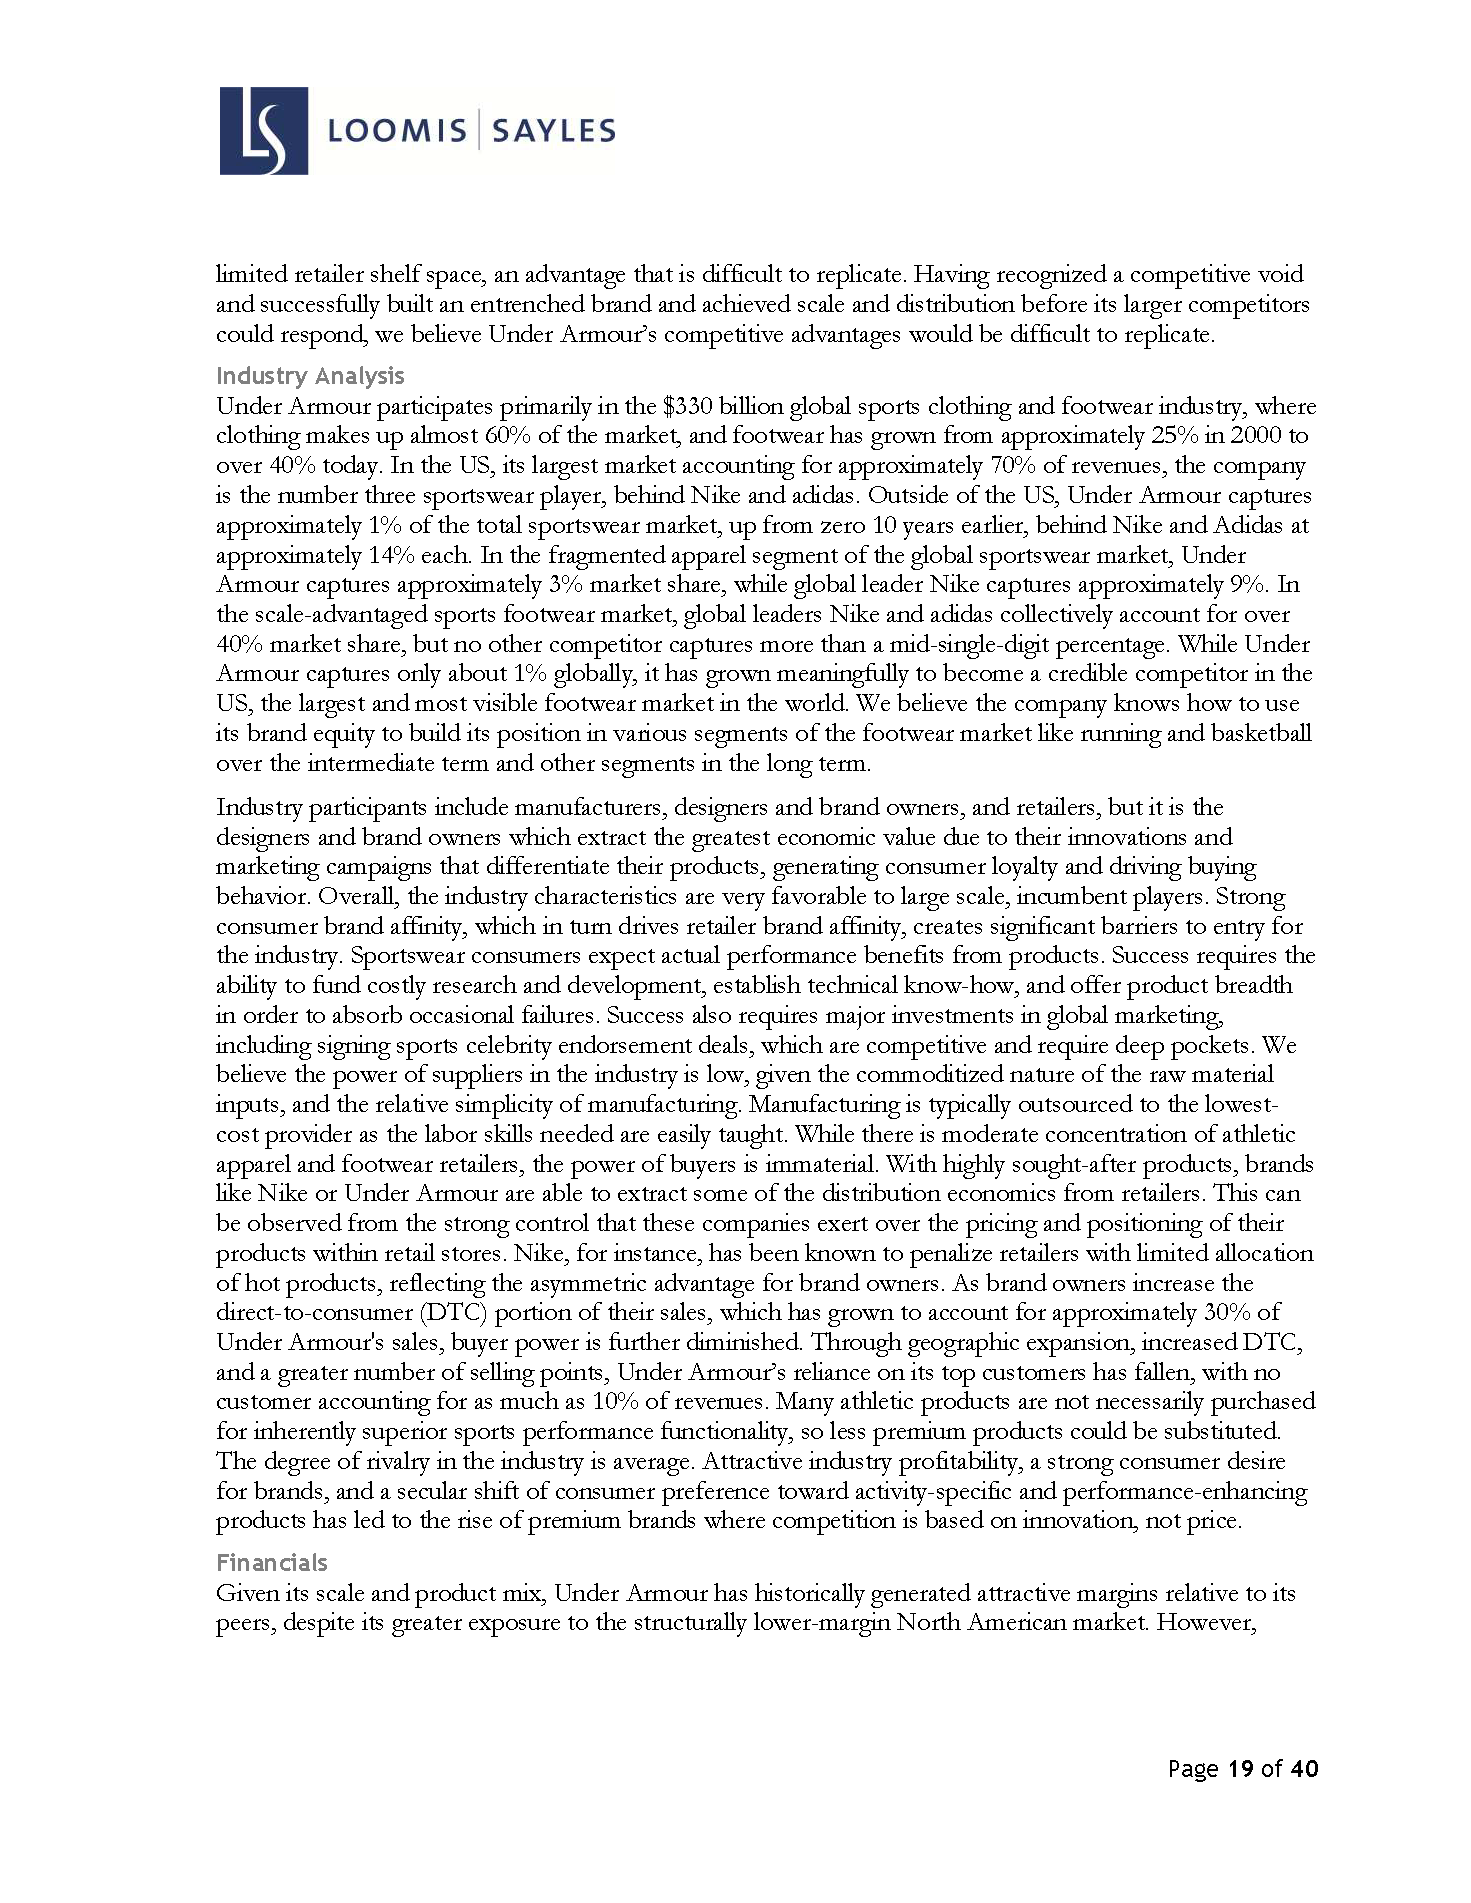 LS LOOMIS | SAYLES
limited retailer shelf space, an advantage that is difficult to replicate. Having recognized a competitive void
and successfully built an entrenched brand and achieved scale and distribution before its larger competitors
could respond, we believe Under Armour’s competitive advantages would be difficult to replicate.
Industry Analysis
Under Armour participates primarily in the $330 billion global sports clothing and footwear industry, where
clothing makes up almost 60% of the market, and footwear has grown from approximately 25% in 2000 to
over 40% today. In the US, its largest market accounting for approximately 70% of revenues, the company
is the number three sportswear player, behind Nike and adidas. Outside of the US, Under Armour captures
approximately 1% of the total sportswear market, up from zero 10 years earlier, behind Nike and Adidas at
approximately 14% each. In the fragmented apparel segment of the global sportswear market, Under
Armour captures approximately 3% market share, while global leader Nike captures approximately 9%. In
the scale-advantaged sports footwear market, global leaders Nike and adidas collectively account for over
40% market share, but no other competitor captures more than a mid-single-digit percentage. While Under
Armour captures only about 1% globally, it has grown meaningfully to become a credible competitor in the
US, the largest and most visible footwear market in the world. We believe the company knows how to use
its brand equity to build its position in various segments of the footwear market like running and basketball
over the intermediate term and other segments in the long term.
Industry participants include manufacturers, designers and brand owners, and retailers, but it is the
designers and brand owners which extract the greatest economic value due to their innovations and
marketing campaigns that differentiate their products, generating consumer loyalty and driving buying
behavior. Overall, the industry characteristics are very favorable to large scale, incumbent players. Strong
consumer brand affinity, which in turn drives retailer brand affinity, creates significant barriers to entry for
the industry. Sportswear consumers expect actual performance benefits from products. Success requires the
ability to fund costly research and development, establish technical know-how, and offer product breadth
in order to absorb occasional failures. Success also requires major investments in global marketing,
including signing sports celebrity endorsement deals, which are competitive and require deep pockets. We
believe the power of suppliers in the industry is low, given the commoditized nature of the raw material
inputs, and the relative simplicity of manufacturing. Manufacturing is typically outsourced to the lowest-
cost provider as the labor skills needed are easily taught. While there is moderate concentration of athletic
apparel and footwear retailers, the power of buyers is immaterial. With highly sought-after products, brands
like Nike or Under Armour are able to extract some of the distribution economics from retailers. This can
be observed from the strong control that these companies exert over the pricing and positioning of their
products within retail stores. Nike, for instance, has been known to penalize retailers with limited allocation
of hot products, reflecting the asymmetric advantage for brand owners. As brand owners increase the
direct-to-consumer (DTC) portion of their sales, which has grown to account for approximately 30% of
Under Armour's sales, buyer power is further diminished. Through geographic expansion, increased DTC,
and a greater number of selling points, Under Armour’s reliance on its top customers has fallen, with no
customer accounting for as much as 10% of revenues. Many athletic products are not necessarily purchased
for inherently superior sports performance functionality, so less premium products could be substituted.
The degree of rivalry in the industry is average. Attractive industry profitability, a strong consumer desire
for brands, and a secular shift of consumer preference toward activity-specific and performance-enhancing
products has led to the rise of premium brands where competition is based on innovation, not price.
Financials
Given its scale and product mix, Under Armour has historically generated attractive margins relative to its
peers, despite its greater exposure to the structurally lower-margin North American market. However,
Page 19 of 40